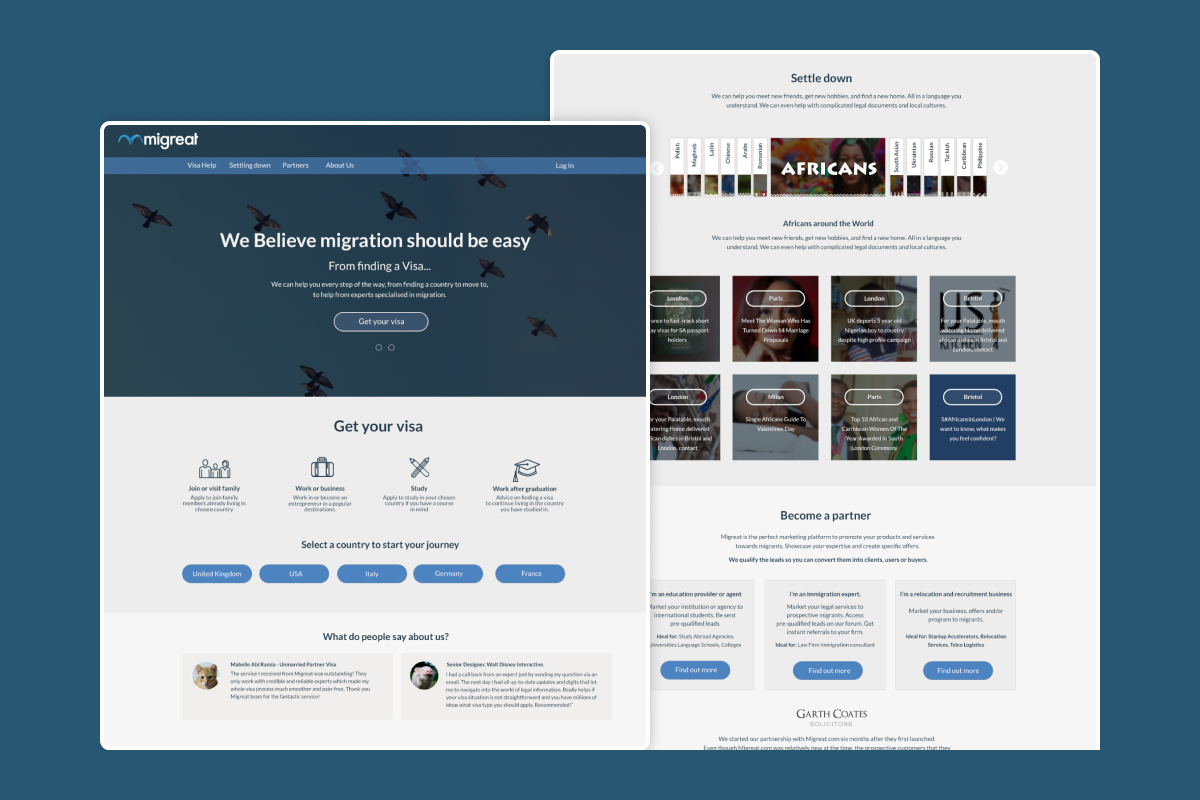 migreat
Visa Help
Settling down
Partners
About Us
Log In
We Believe migration should be easy
From finding a Visa...
We can help you every step of the way, from finding a country to move to,
to help from experts specialised in migration.
Get your visa
Get your visa
Join or visit family
Apply to join family
members already living in
chosen country
Work or business
Work in or become an
entrepreneur in a popular
destinations.
Study
Apply to study in your chosen
country if you have a course
in mind
Work after graduation
Advice on finding a visa
to continue living in the country
you have studied in.
Select a country to start your journey
United Kingdom
USA
Italy
Germany
France
What do people say about us?
Mabelle Abi Ramia - Unmarried Partner Visa
The service I received from Migreat was outstanding! They
only work with credible and reliable experts which made my
whole visa process much smoother and pain-free. Thank you
Migreat team for the fantastic service!
Senior Designer, Walt Disney Interactive.
I had a call back from an expert just by sending my question via an
email. The next day I had all up-to-date updates and digits that let
me to navigate into the world of legal information. Really helps if
your visa situation is not straightforward and you have millions of
ideas what visa type you should apply. Recommended!"
Settle down
We can help you meet new friends, get new hobbies, and find a new home. All in a language you
understand. We can even help with complicated legal documents and local cultures.
Polish
Maghreb
Latin
Chinese
Arabs
Romanian
AFRICANS
South Asian
Ukrainian
Russian
Turkish
Caribbean
Philippine
Africans around the World
We can help you meet new friends, get new hobbies, and find a new home. All in a language you
understand. We can even help with complicated legal documents and local cultures.
London
ance to fast-track short
ay visas for SA passport
holders
Paris
Meet The Woman Who Has
Turned Down 14 Marriage
Proposals
London
UK deports 5 year old
Nigerian boy to country
despite high profile campaign
Bristol
For your Palatable, mouth
watering Home delivered
african dishes in Bristol and
London, contact
London
or your Palatable, mouth
atering Home delivered
ican dishes in Bristol and
London, contact
Milan
Single Africans Guide To
Valentines Day
Paris
Top 10 African and
Caribbean Women Of The
Year Awarded in South
London Ceremony
Bristol
S#AfricansInLondon | We
want to know, what makes
you feel confident?
Become a partner
Migreat is the perfect marketing platform to promote your products and services
towards migrants. Showcase your expertise and create specific offers.
We qualify the leads so you can convert them into clients, users or buyers.
'm an education provider or agent
Market your institution or agency to
international students. Be sent
pre-qualified leads
Ideal for: Study Abroad Agencies,
Universities Language Schools, Colleges
Find out more
I'm an immigration expert.
Market your legal services to
prospective migrants. Access
pre-qualified leads on our forum. Get
instant referrals to your firm.
Ideal for: Law Firm Immigration consultant
Find out more
I'm a relocation and recruitment business
Market your business, offers and/or
program to migrants.
Ideal for: Startup Accelerators, Relocation
Services, Telco Logistics
Find out more
GARTH COATES
SOLICITORS
We started our partnership with Migreat.com six months after they first launched.
Even though Migreat.com was relatively new at the time, the prospective customers that they